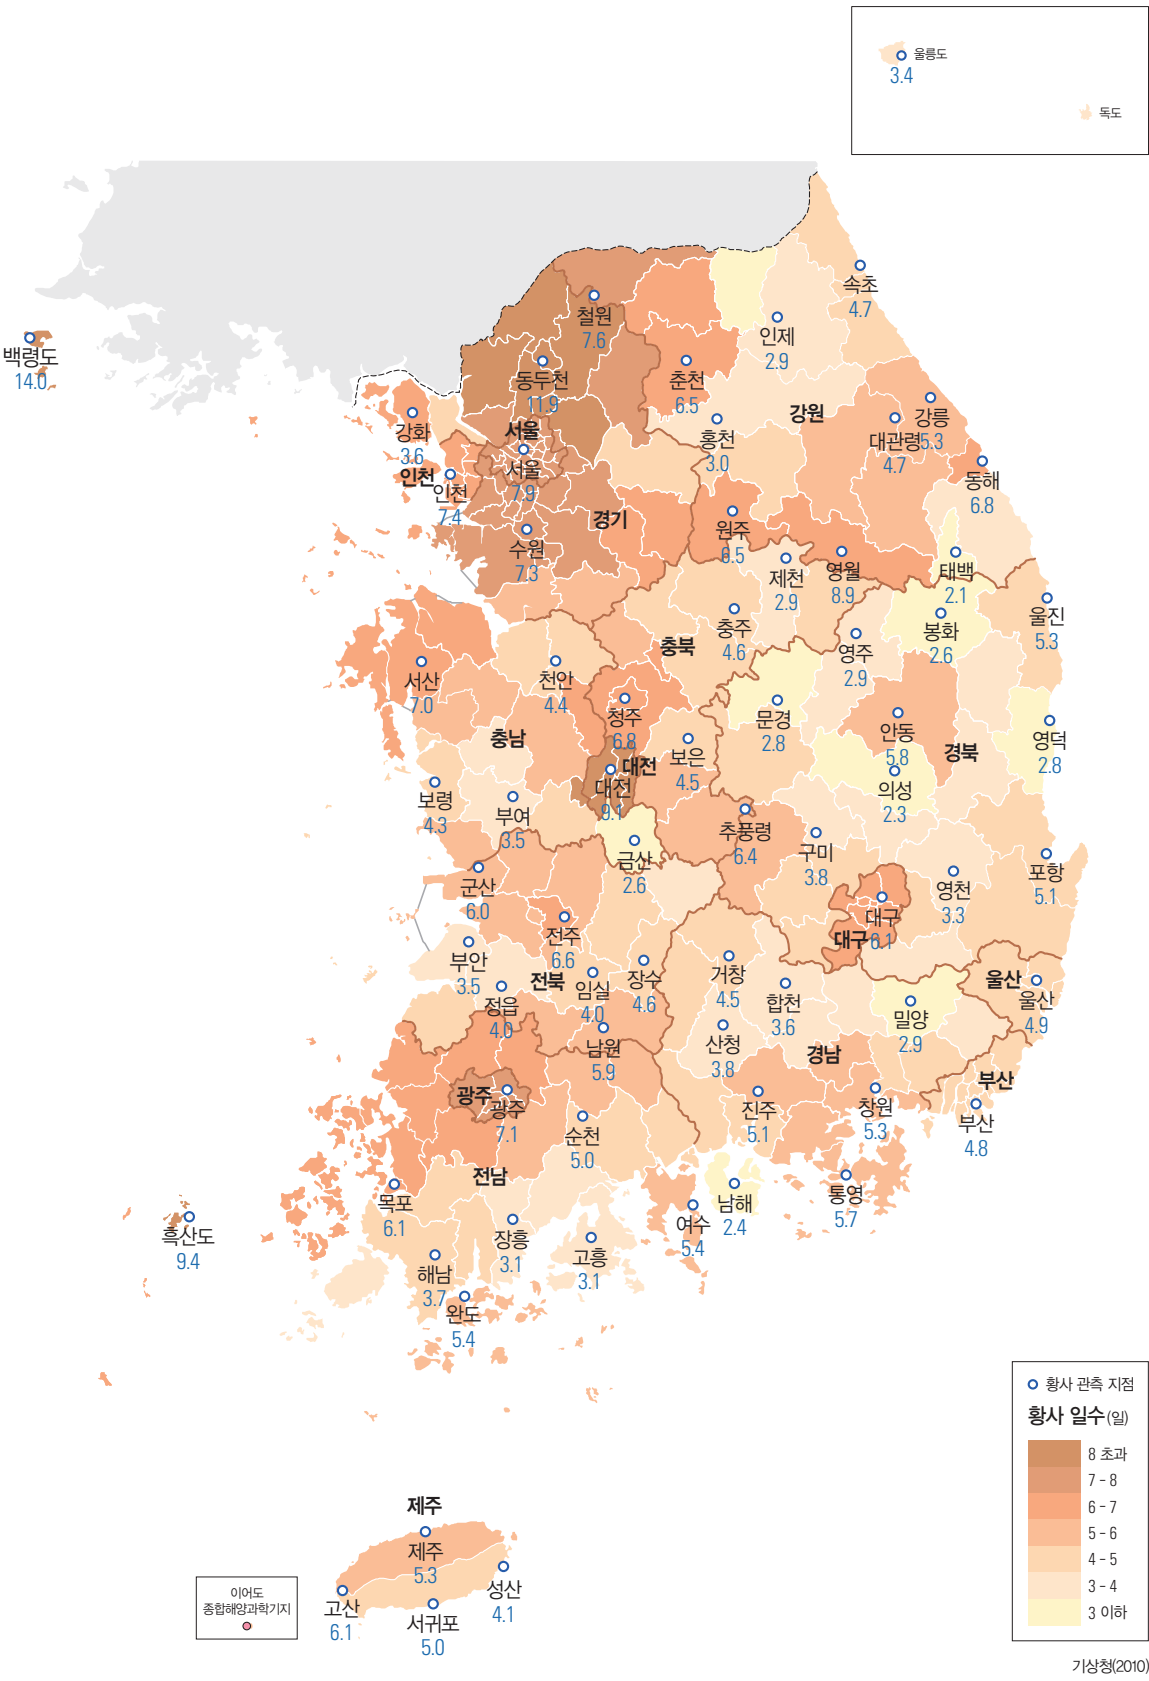 울릉도
3.4
독도
속초
4.7
철원
7.6
인제
2.9
백령도
14.0
동두천
11.9
춘천
6.5
강원
강릉
5.3
대관령
4.7
홍천
3.0
강화
3.6
서울
서울
7.9
인천
인천
7.4
동해
6.8
경기
원주
6.5
수원
7.3
제천
2.9
영월
8.9
태백
2.1
울진
5.3
충주
4.6
충북
봉화
2.6
영주
2.9
서산
7.0
천안
4.4
청주
6.8
문경
2.8
안동
5.8
영덕
2.8
충남
경북
보은
4.5
대전
대전
9.1
의성
2.3
보령
4.3
부여
3.5
추풍령
6.4
구미
3.8
금산
2.6
포항
5.1
영천
3.3
군산
6.0
대구
6.1
대구
전주
6.6
부안
3.5
전북
정읍
4.0
임실
4.0
장수
4.6
거창
4.5
합천
3.6
울산
울산
4.9
밀양
2.9
남원
5.9
산청
3.8
경남
부산
부산
4.8
광주
광주
7.1
진주
5.1
창원
5.3
순천
5.0
전남
목포
6.1
여수
5.4
남해
2.4
통영
5.7
흑산도
9.4
장흥
3.1
고흥
3.1
해남
3.7
완도
5.4
제주
제주
5.3
성산
4.1
고산
6.1
서귀포
5.0
이어도
종합해양과학기지
황사 관측 지점
황사 일수(일)
8 초과
7 - 8
6 - 7
5 - 6
4 - 5
3 - 4
3 이하
기상청(2010)